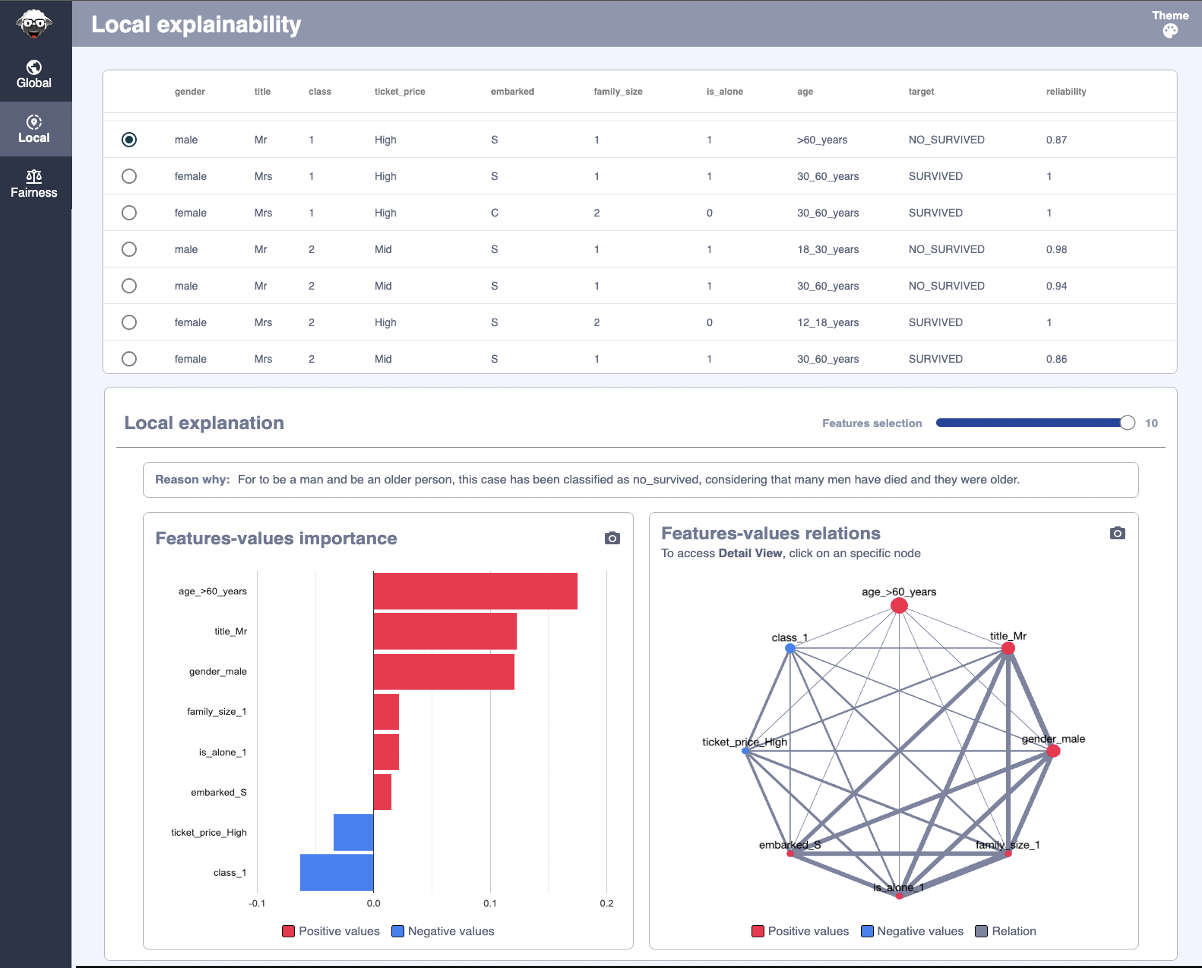 Local explainability
Theme
Global
Local
Fairness
gender title class ticket_price embarked family_size is_alone age target reliability
male Mr 1 High S 1 1 >60_years NO_SURVIVED 0.87
female Mrs 1 High S 1 1 30_60_years SURVIVED 1
female Mrs 1 High C 2 0 30_60_years SURVIVED 1
male Mr 2 Mid S 1 1 18_30_years NO_SURVIVED 0.98
male Mr 2 Mid S 1 1 30_60_years NO_SURVIVED 0.94
female Mrs 2 High S 2 0 12_18_years SURVIVED 1
female Mrs 2 Mid S 1 1 30_60_years SURVIVED 0.86
Local explanation
Features selection 10
Reason why: For to be a man and be an older person, this case has been classified as no_survived, considering that many men have died and they were older.
Features-values importance
age_>60_years
title_Mr
gender_male
family_size_1
is_alone_1
embarked_S
ticket_price_High
class_1
-0.1 0.0 0.1 0.2
Positive values Negative values
Features-values relations
To access Detail View, click on an specific node
age_>60_years
class_1
title_Mr
ticket_price_High
gender_male
embarked_S
family_size_1
is_alone_1
Positive values Negative values Relation